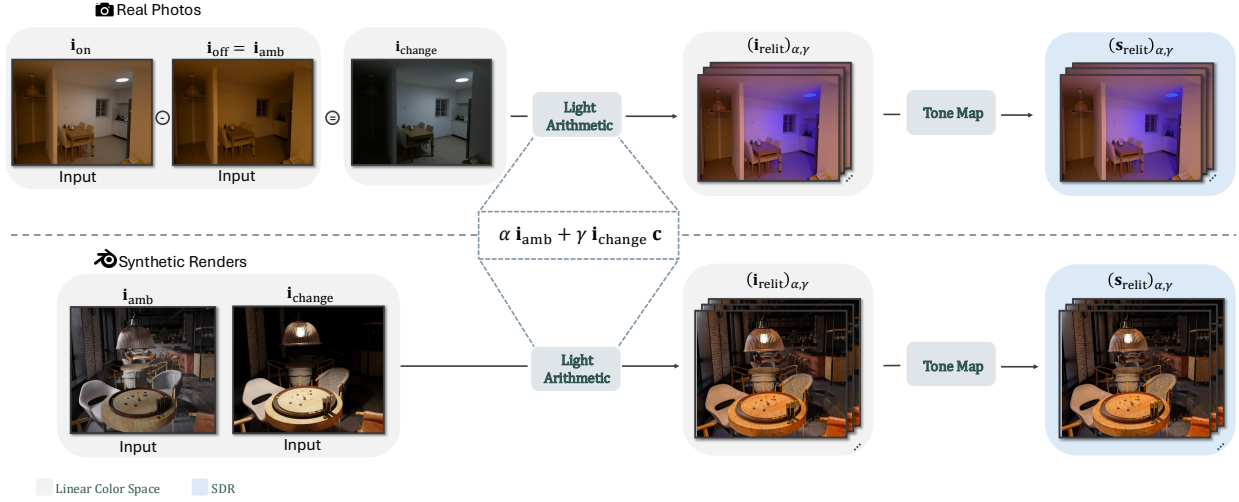 Real Photos
i_on
i_off = i_amb
i_change
(i_relit)_α,γ
(s_relit)_α,γ
-
=
Light
Arithmetic
Tone Map
Input
Input
...
...
α i_amb + γ i_change c
Synthetic Renders
i_amb
i_change
(i_relit)_α,γ
(s_relit)_α,γ
Light
Arithmetic
Tone Map
Input
Input
...
...
Linear Color Space
SDR